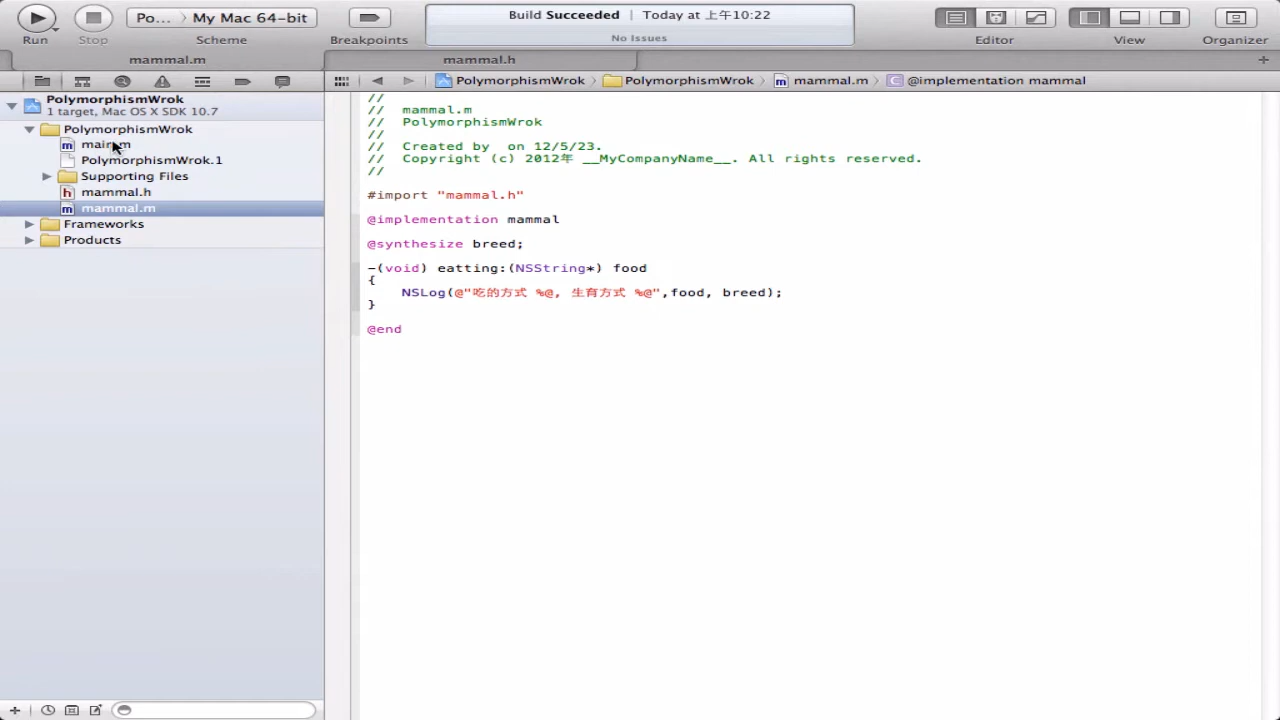 Po... My Mac 64-bit
Build Succeeded | Today at 上午10:22
No Issues
Run Stop Scheme Breakpoints Editor View Organizer
mammal.m mammal.h
PolymorphismWrok
1 target, Mac OS X SDK 10.7
PolymorphismWrok
main.m
PolymorphismWrok.1
Supporting Files
mammal.h
mammal.m
Frameworks
Products
PolymorphismWrok PolymorphismWrok mammal.m @implementation mammal
//
// mammal.m
// PolymorphismWrok
//
// Created by on 12/5/23.
// Copyright (c) 2012年 __MyCompanyName__. All rights reserved.
//
#import "mammal.h"
@implementation mammal
@synthesize breed;
-(void) eatting:(NSString*) food
{
NSLog(@"吃的方式 %@, 生育方式 %@",food, breed);
}
@end